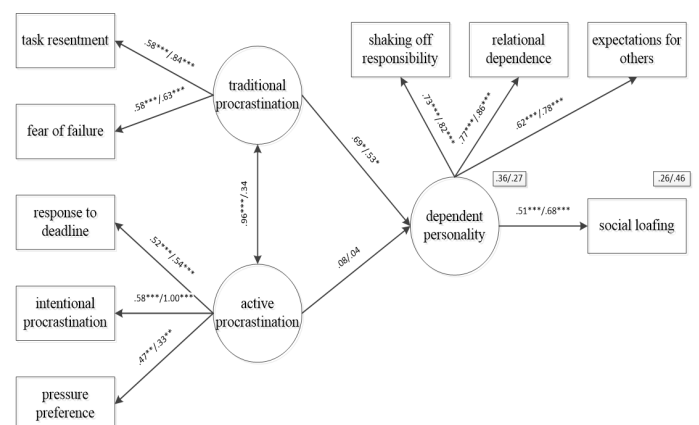 task resentment
.58***/.84***
fear of failure
.58***/.63***
traditional
procrastination
shaking off
responsibility
relational
dependence
expectations for
others
.73***/.82***
.77***/.86***
.62***/.78***
.69*/.53*
.96***/.34
.36/.27
.26/.46
dependent
personality
.51***/.68***
social loafing
response to
deadline
.52***/.54***
intentional
procrastination
.58***/1.00***
active
procrastination
.08/.04
pressure
preference
.47**/.33**